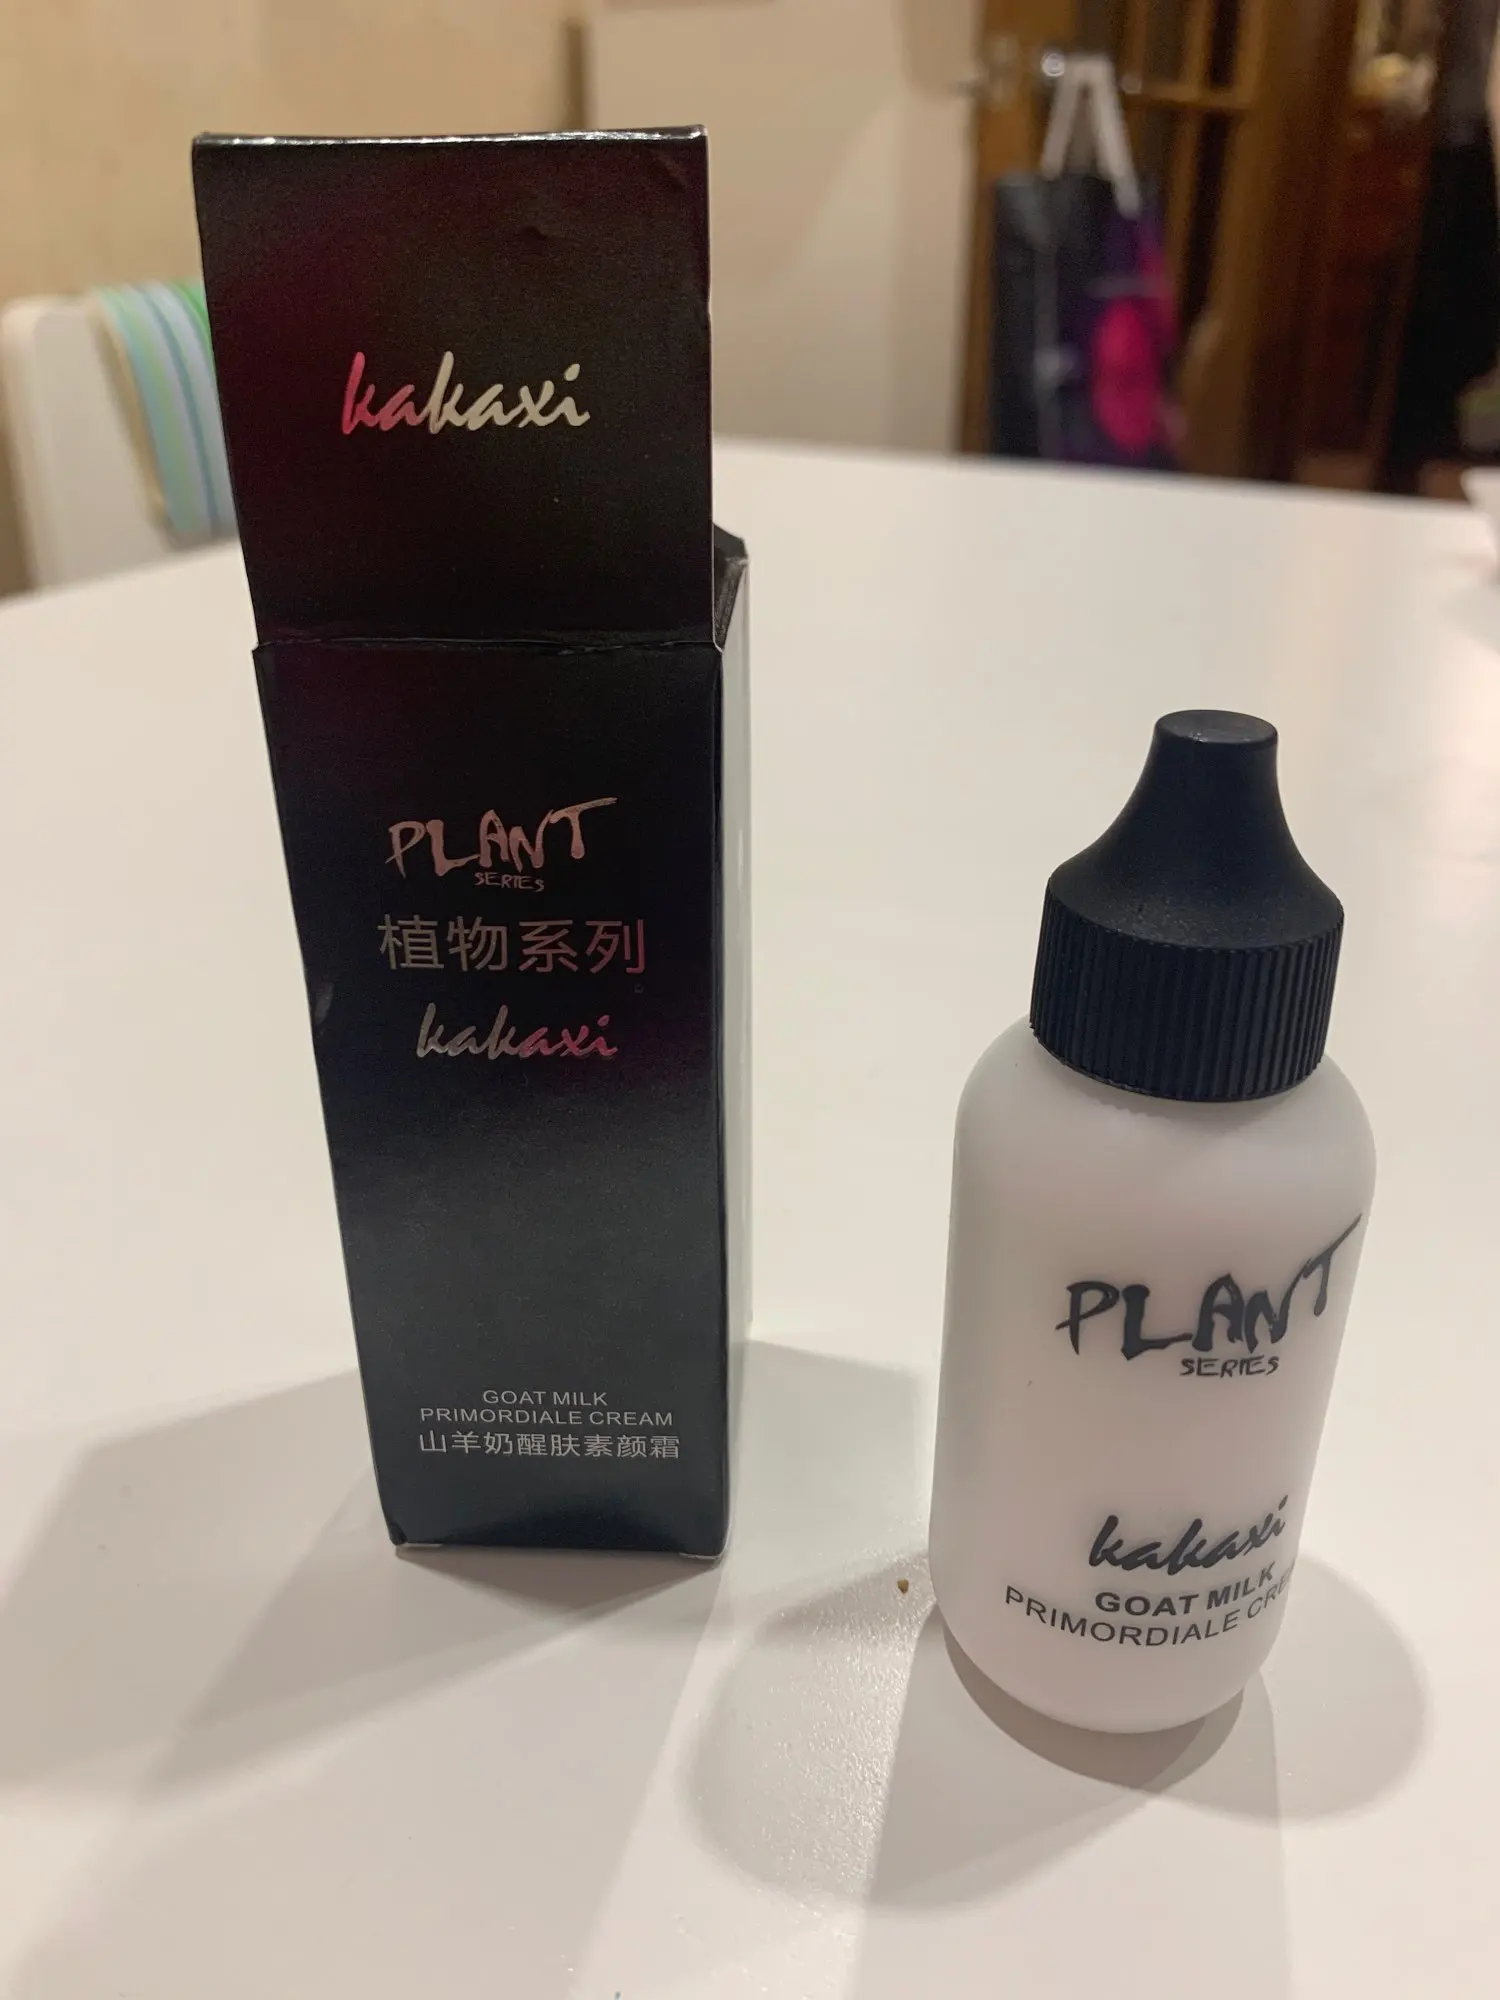 kakaxi
PLANT
SERIES
植物系列
kakaxi
GOAT MILK
PRIMORDIALE CREAM
山羊奶醒肤素颜霜
PLANT
SERIES
kakaxi
GOAT MILK
PRIMORDIALE CRE